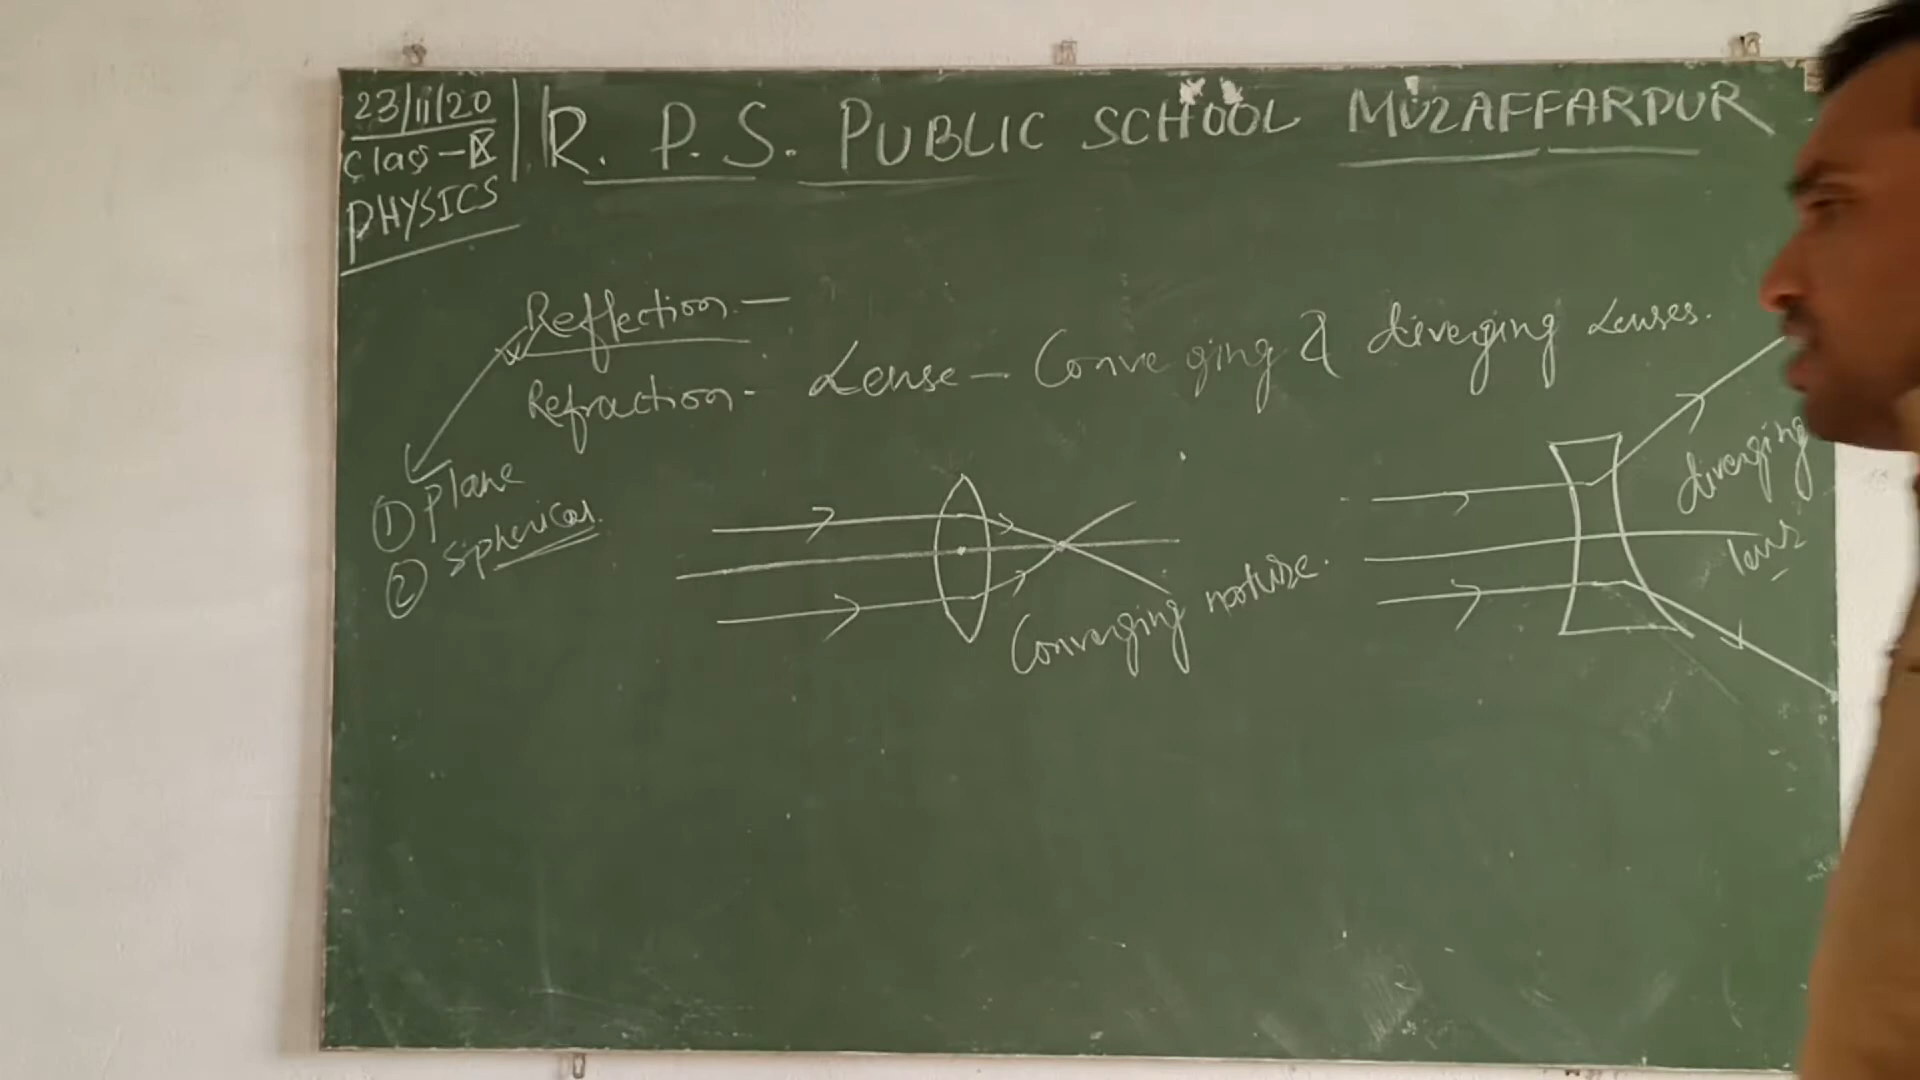 23/11/20
Class - IX
PHYSICS
R. P. S. PUBLIC SCHOOL MUZAFFARPUR
Reflection -
Refraction - Lense - Converging & diverging Lenses.
① Plane
② Spherical
Converging nature.
diverging
lens